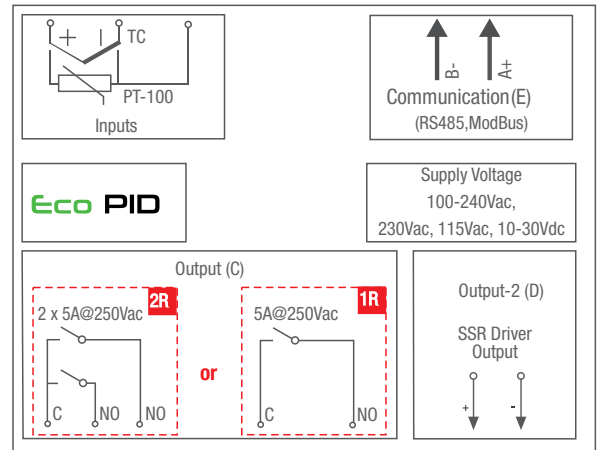 + − TC
PT-100
Inputs
B-
A+
Communication(E)
(RS485,ModBus)
Eco PID
Supply Voltage
100-240Vac,
230Vac, 115Vac, 10-30Vdc
Output (C)
2R
2 x 5A@250Vac
C NO NO
or
1R
5A@250Vac
C NO
Output-2 (D)
SSR Driver
Output
+ -